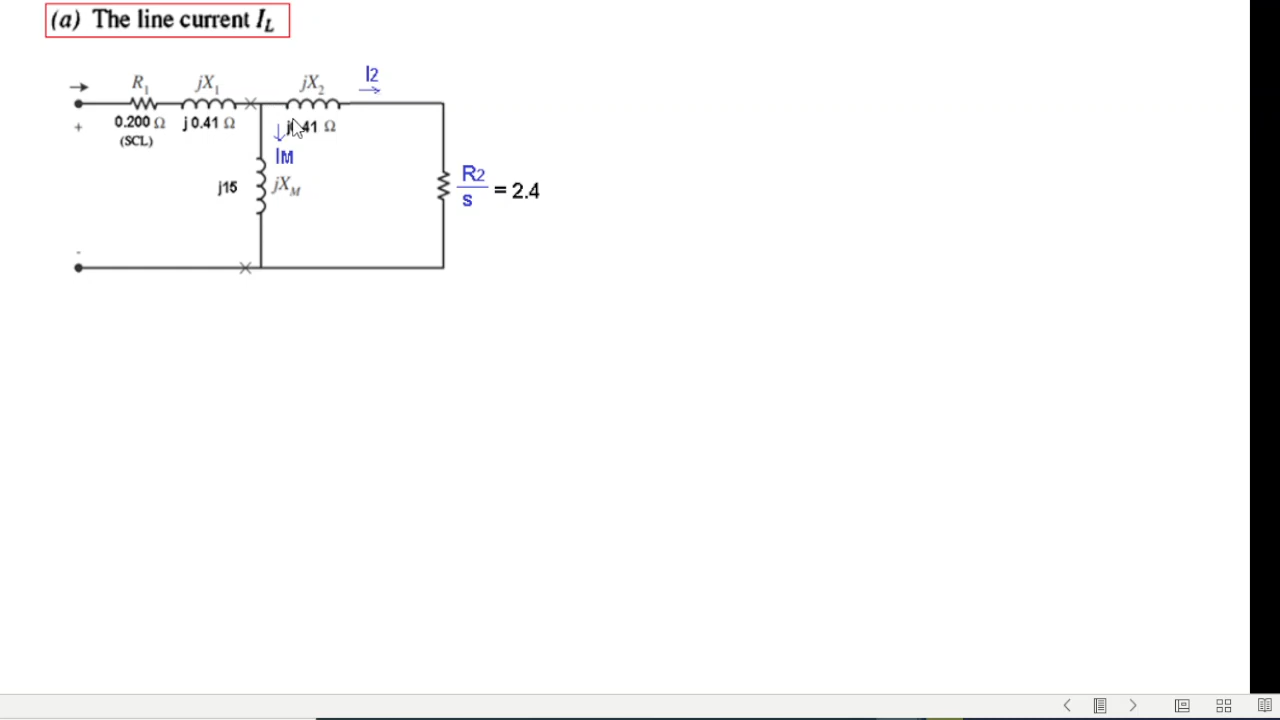 (a) The line current I_L
I2
R₁ jX₁ jX₂
+ 0.200 Ω j 0.41 Ω 41 Ω
(SCL)
IM
j15 jX_M
R2
s = 2.4
-